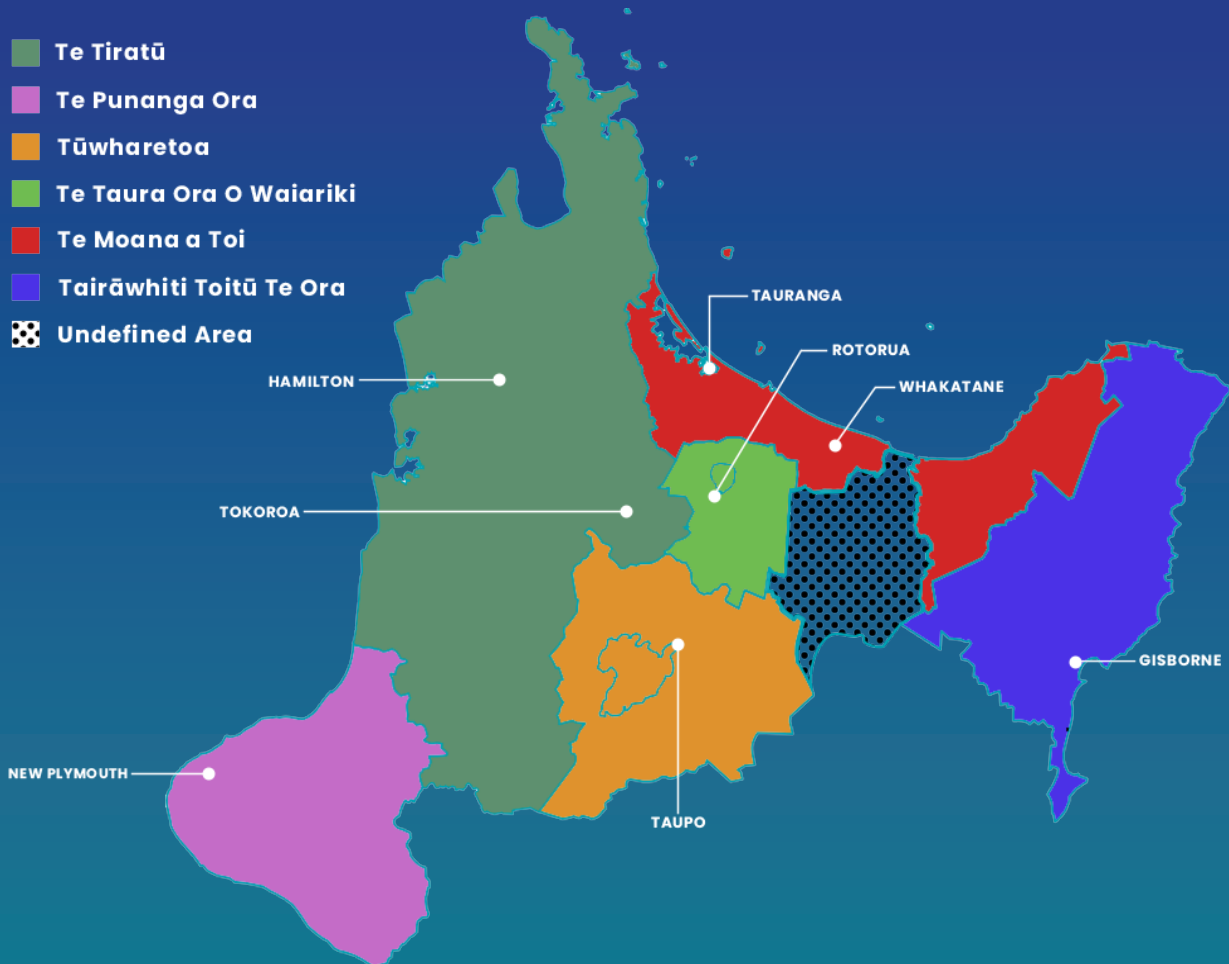 Te Tiratū
Te Punanga Ora
Tūwharetoa
Te Taura Ora O Waiariki
Te Moana a Toi
Tairāwhiti Toitū Te Ora
Undefined Area
TAURANGA
ROTORUA
WHAKATANE
HAMILTON
TOKOROA
GISBORNE
NEW PLYMOUTH
TAUPO